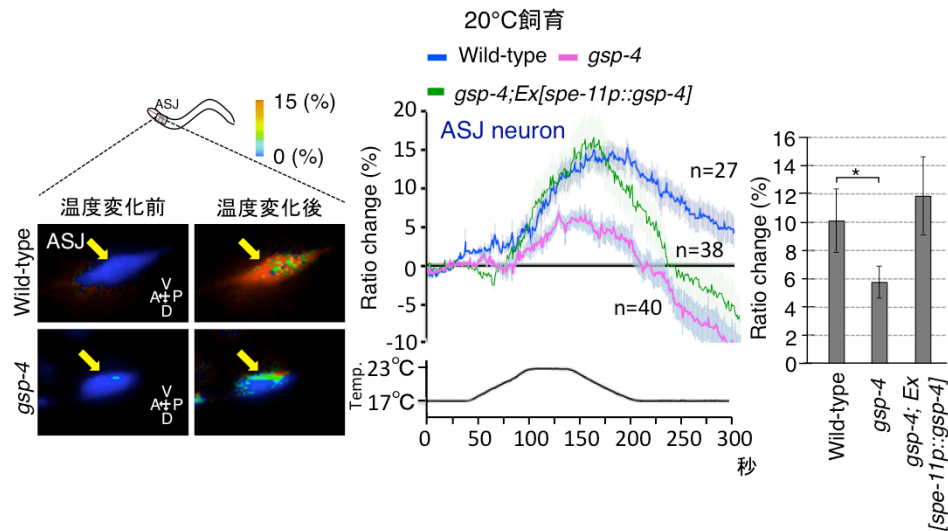 20°C飼育
Wild-type gsp-4
gsp-4;Ex[spe-11p::gsp-4]
ASJ
15 (%)
0 (%)
温度変化前
温度変化後
Wild-type
ASJ
V
A P
D
V
A P
D
gsp-4
V
A P
D
V
A P
D
Ratio change (%)
20
15
10
5
0
-5
-10
ASJ neuron
n=27
n=38
n=40
Temp.
23°C
17°C
0 50 100 150 200 250 300
秒
Ratio change (%)
16
14
12
10
8
6
4
2
0
*
Wild-type
gsp-4
gsp-4; Ex
[spe-11p::gsp-4]